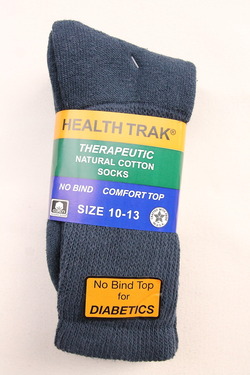 HEALTH TRAK®
THERAPEUTIC
NATURAL COTTON
SOCKS
NO BIND COMFORT TOP
SIZE 10-13
No Bind Top
for
DIABETICS